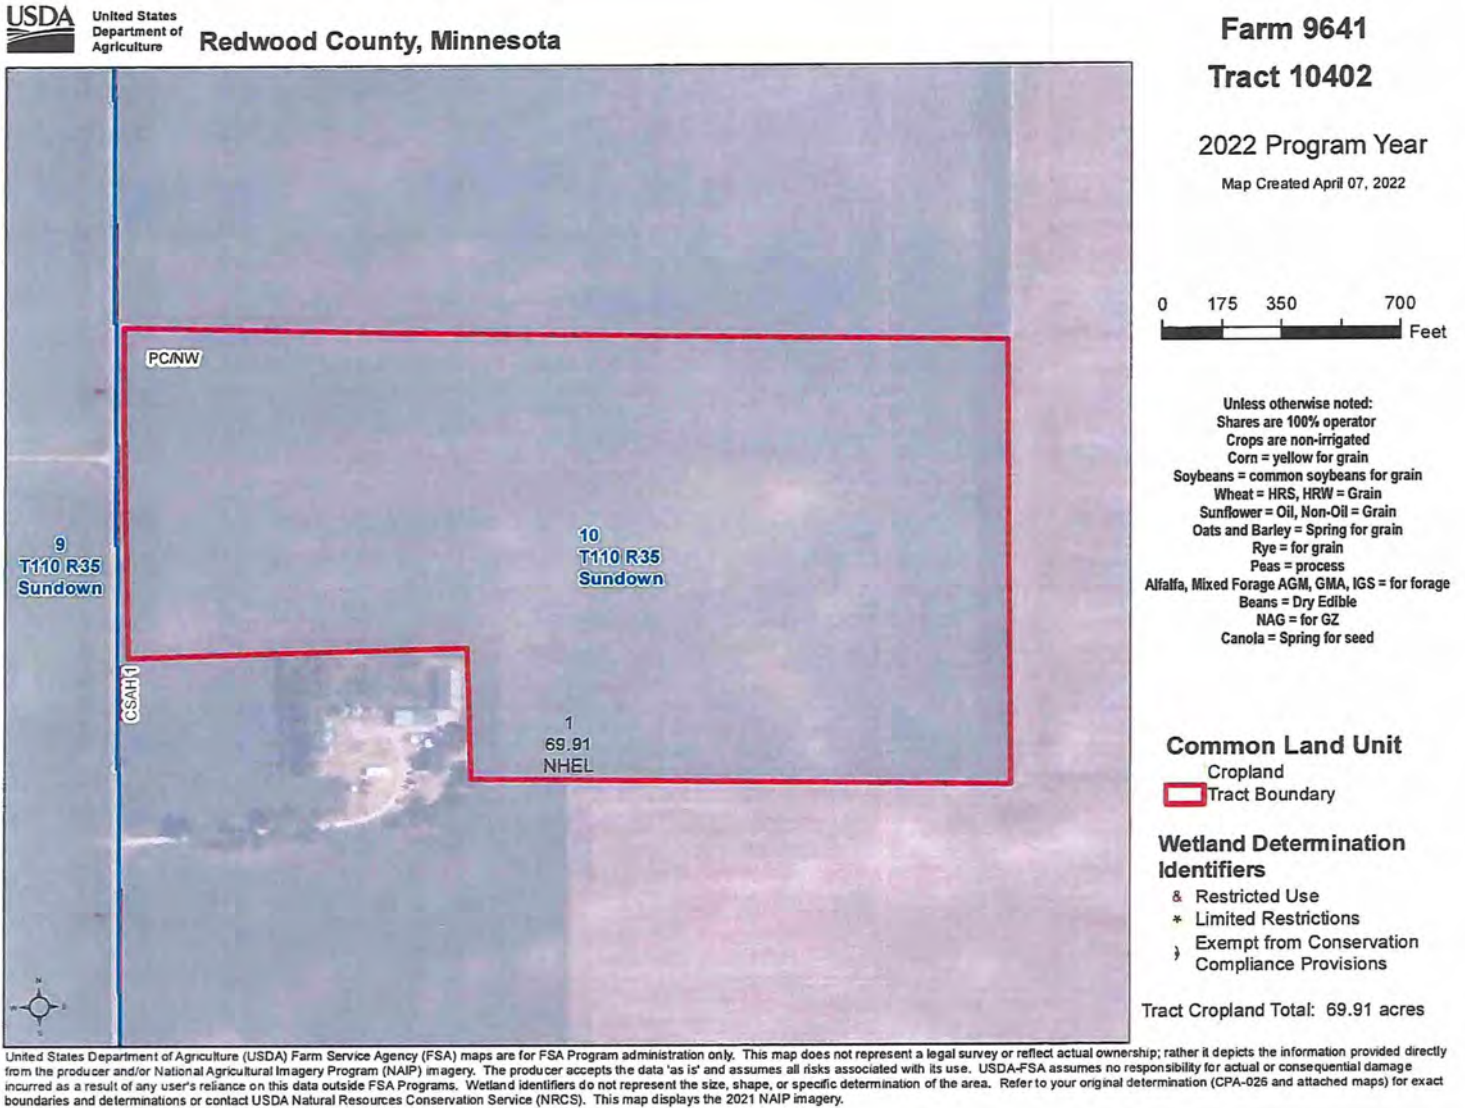 USDA
United States
Department of
Agriculture
Redwood County, Minnesota
Farm 9641
Tract 10402
2022 Program Year
Map Created April 07, 2022
0 175 350 700
Feet
Unless otherwise noted:
Shares are 100% operator
Crops are non-irrigated
Corn = yellow for grain
Soybeans = common soybeans for grain
Wheat = HRS, HRW = Grain
Sunflower = Oil, Non-Oil = Grain
Oats and Barley = Spring for grain
Rye = for grain
Peas = process
Alfalfa, Mixed Forage AGM, GMA, IGS = for forage
Beans = Dry Edible
NAG = for GZ
Canola = Spring for seed
Common Land Unit
Cropland
Tract Boundary
Wetland Determination
Identifiers
& Restricted Use
* Limited Restrictions
Exempt from Conservation
Compliance Provisions
Tract Cropland Total: 69.91 acres
PC/NW
9
T110 R35
Sundown
10
T110 R35
Sundown
CSAH 1
1
69.91
NHEL
N
W
S
United States Department of Agriculture (USDA) Farm Service Agency (FSA) maps are for FSA Program administration only. This map does not represent a legal survey or reflect actual ownership; rather it depicts the information provided directly
from the producer and/or National Agricultural Imagery Program (NAIP) imagery. The producer accepts the data 'as is' and assumes all risks associated with its use. USDA-FSA assumes no responsibility for actual or consequential damage
incurred as a result of any user's reliance on this data outside FSA Programs. Wetland identifiers do not represent the size, shape, or specific determination of the area. Refer to your original determination (CPA-026 and attached maps) for exact
boundaries and determinations or contact USDA Natural Resources Conservation Service (NRCS). This map displays the 2021 NAIP imagery.